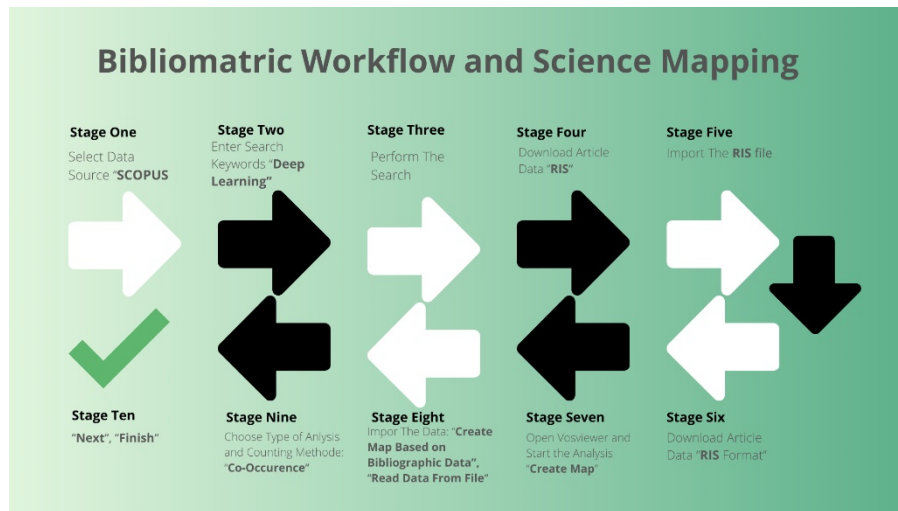 Bibliomatric Workflow and Science Mapping
Stage One
Select Data
Source “SCOPUS
Stage Two
Enter Search
Keywords “Deep
Learning”
Stage Three
Perform The
Search
Stage Four
Download Article
Data “RIS”
Stage Five
Import The RIS file
Stage Ten
“Next”, “Finish”
Stage Nine
Choose Type of Anlysis
and Counting Methode:
“Co-Occurence”
Stage Eight
Impor The Data: “Create
Map Based on
Bibliographic Data”,
“Read Data From File”
Stage Seven
Open Vosviewer and
Start the Analysis
“Create Map”
Stage Six
Download Article
Data “RIS Format”